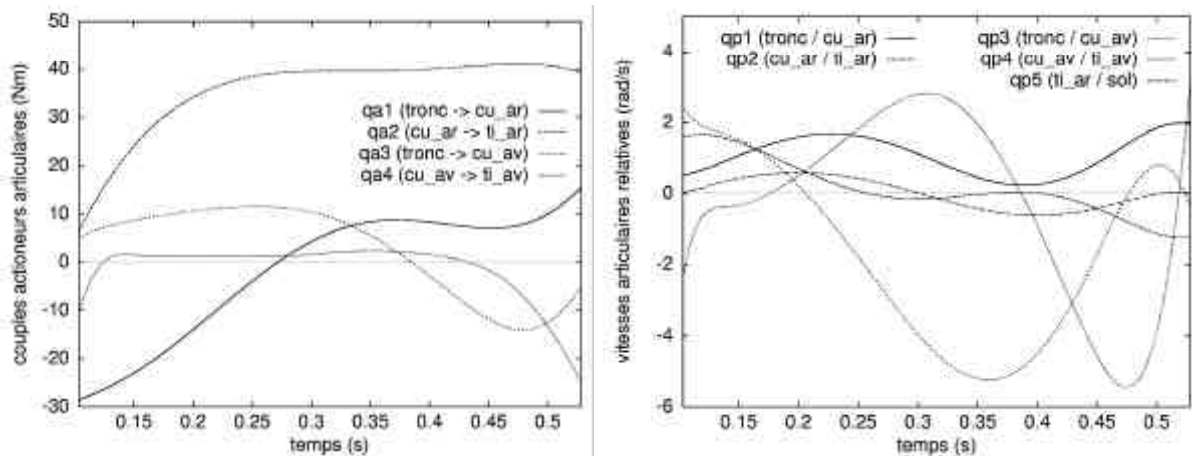 couples actioneurs articulaires (Nm)
50
40
30
20
10
0
-10
-20
-30
qa1 (tronc -> cu_ar)
qa2 (cu_ar -> ti_ar)
qa3 (tronc -> cu_av)
qa4 (cu_av -> ti_av)
0.15 0.2 0.25 0.3 0.35 0.4 0.45 0.5
temps (s)
vitesses articulaires relatives (rad/s)
4
2
0
-2
-4
-6
qp1 (tronc / cu_ar)
qp2 (cu_ar / ti_ar)
qp3 (tronc / cu_av)
qp4 (cu_av / ti_av)
qp5 (ti_ar / sol)
0.15 0.2 0.25 0.3 0.35 0.4 0.45 0.5
temps (s)